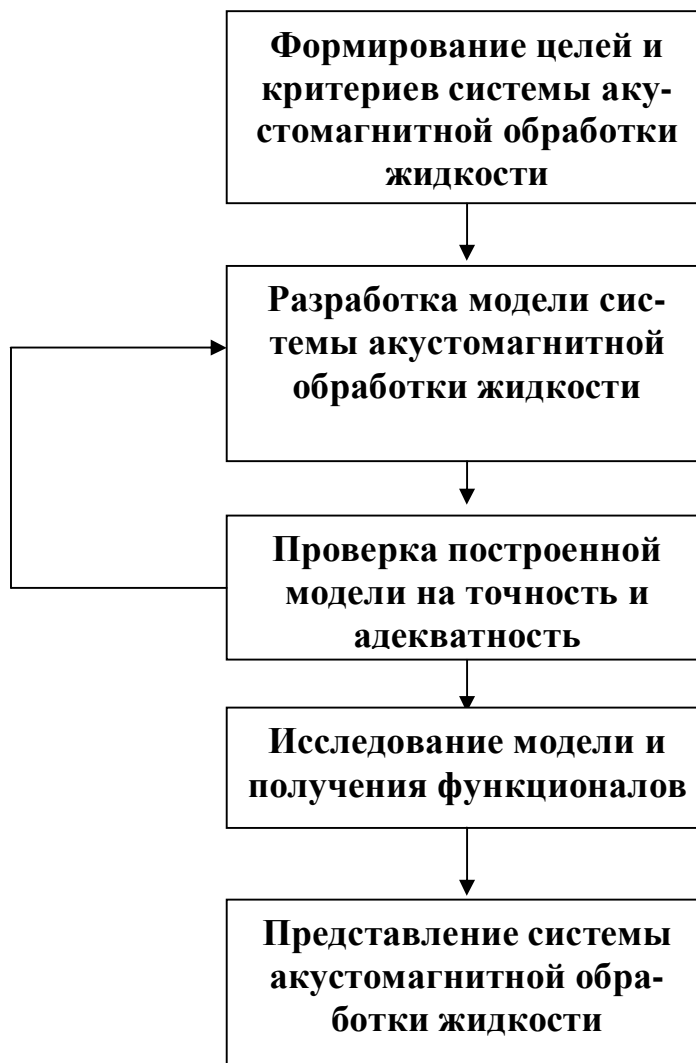 Формирование целей и
критериев системы аку-
стомагнитной обработки
жидкости
Разработка модели сис-
темы акустомагнитной
обработки жидкости
Проверка построенной
модели на точность и
адекватность
Исследование модели и
получения функционалов
Представление системы
акустомагнитной обра-
ботки жидкости